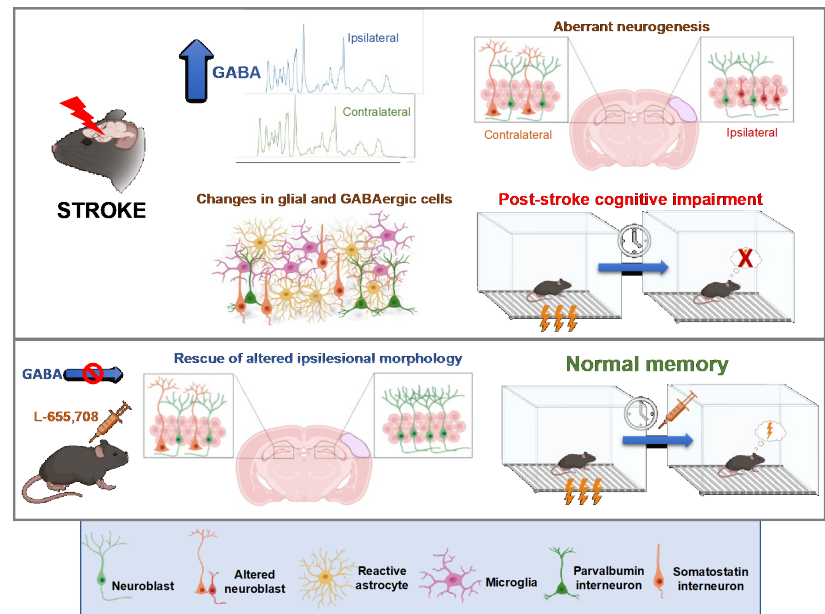 STROKE
GABA
Ipsilateral
Contralateral
Aberrant neurogenesis
Contralateral
Ipsilateral
Changes in glial and GABAergic cells
Post-stroke cognitive impairment
X
GABA
L-655,708
Rescue of altered ipsilesional morphology
Normal memory
Neuroblast
Altered
neuroblast
Reactive
astrocyte
Microglia
Parvalbumin
interneuron
Somatostatin
interneuron